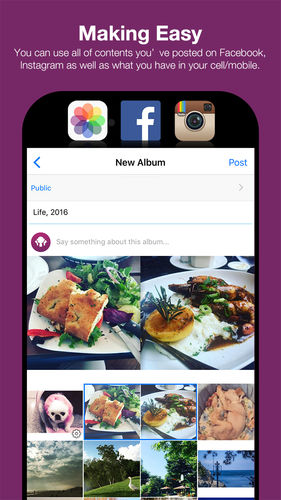 Making Easy
You can use all of contents you' ve posted on Facebook,
Instagram as well as what you have in your cell/mobile.
New Album
Post
Public
Life, 2016
Say something about this album...